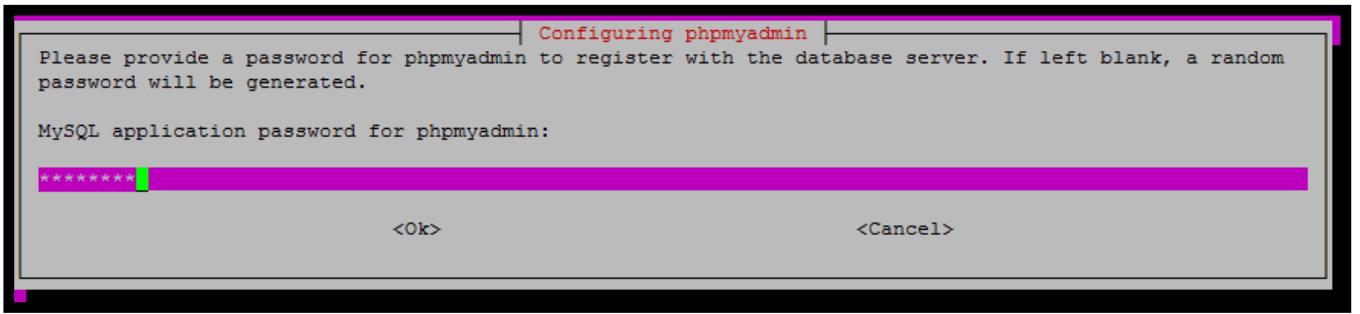 Configuring phpmyadmin
Please provide a password for phpmyadmin to register with the database server. If left blank, a random
password will be generated.
MySQL application password for phpmyadmin:
********
<Ok> <Cancel>